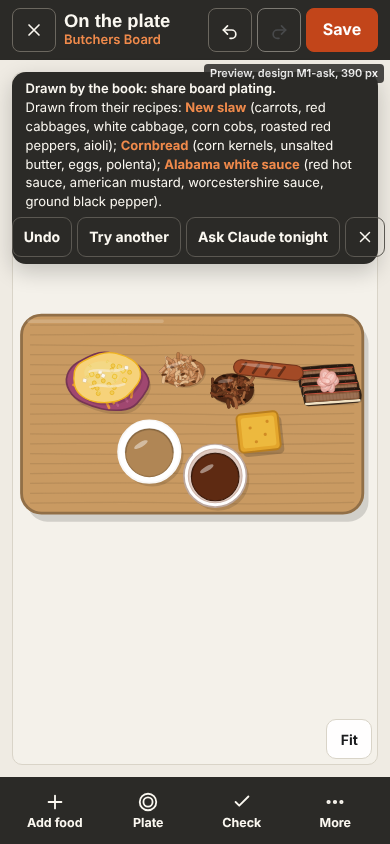 On the plate
Butchers Board
Save
Preview, design M1-ask, 390 px
Drawn by the book: share board plating.
Drawn from their recipes: New slaw (carrots, red
cabbages, white cabbage, corn cobs, roasted red
peppers, aioli); Cornbread (corn kernels, unsalted
butter, eggs, polenta); Alabama white sauce (red hot
sauce, american mustard, worcestershire sauce,
ground black pepper).
Undo
Try another
Ask Claude tonight
Fit
Add food
Plate
Check
More